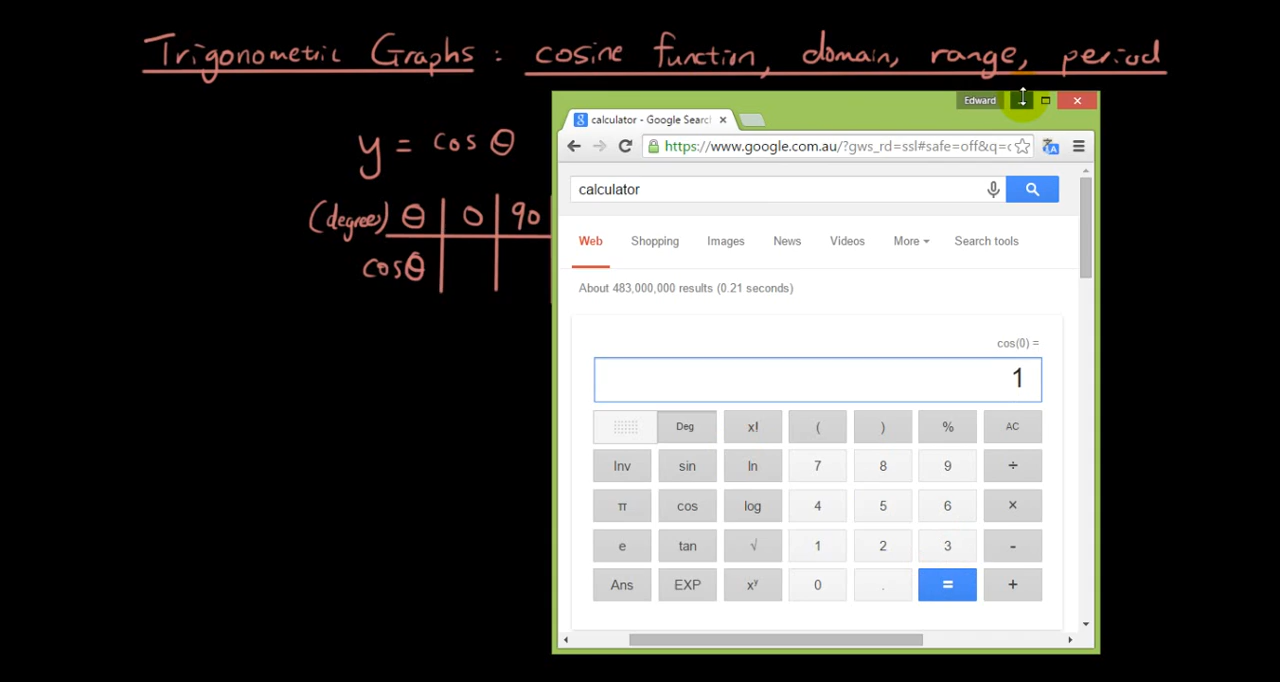 Trigonometric Graphs : cosine function, domain, range, period
y = cos θ
(degrees) θ 0 90
cosθ
Edward
calculator - Google Search
https://www.google.com.au/?gws_rd=ssl#safe=off&q=c
calculator
Web Shopping Images News Videos More Search tools
About 483,000,000 results (0.21 seconds)
cos(0) =
1
Deg x! ( ) % AC
Inv sin ln 7 8 9 ÷
π cos log 4 5 6 ×
e tan √ 1 2 3 -
Ans EXP xʸ 0 . = +